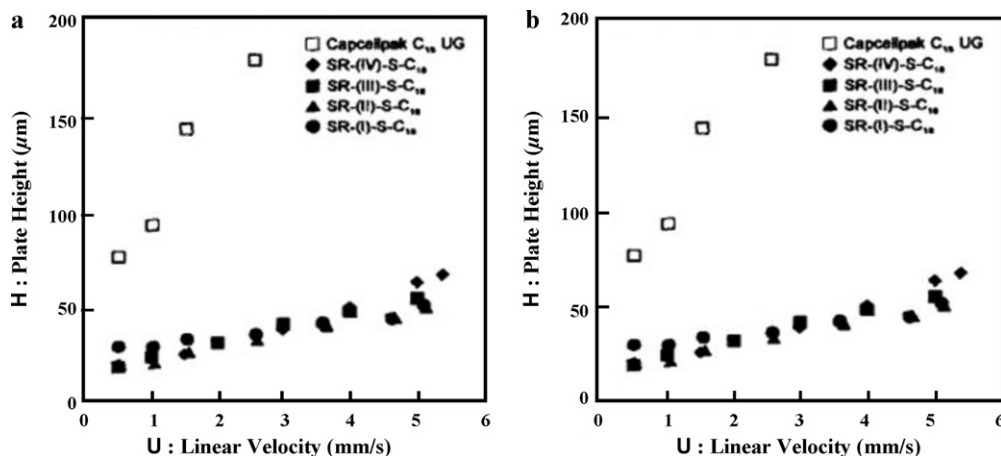 a
200
150
100
50
0
0 1 2 3 4 5 6
H : Plate Height (µm)
U : Linear Velocity (mm/s)
Capcellpak C₁₈ UG
SR-(IV)-S-C₁₈
SR-(III)-S-C₁₈
SR-(II)-S-C₁₈
SR-(I)-S-C₁₈
b
200
150
100
50
0
0 1 2 3 4 5 6
H : Plate Height (µm)
U : Linear Velocity (mm/s)
Capcellpak C₁₈ UG
SR-(IV)-S-C₁₈
SR-(III)-S-C₁₈
SR-(II)-S-C₁₈
SR-(I)-S-C₁₈